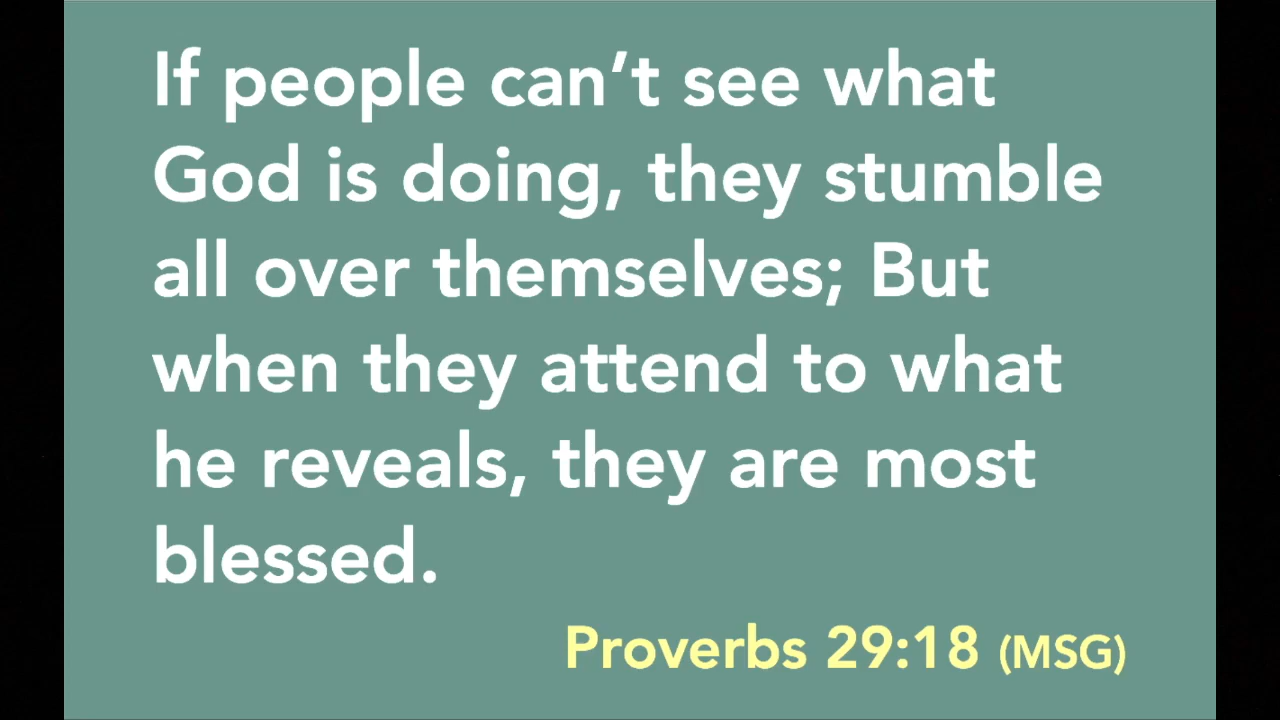 If people can’t see what
God is doing, they stumble
all over themselves; But
when they attend to what
he reveals, they are most
blessed.
Proverbs 29:18 (MSG)